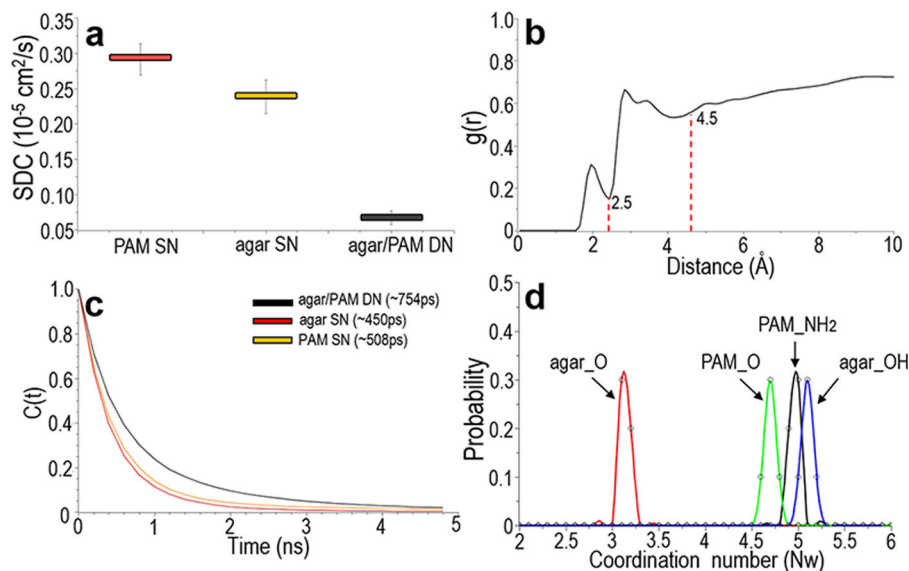 a
SDC (10⁻⁵ cm²/s)
0.35
0.30
0.25
0.20
0.15
0.10
0.05
PAM SN
agar SN
agar/PAM DN
b
g(r)
0.8
0.6
0.4
0.2
0.0
2.5
4.5
0
2
4
6
8
10
Distance (Å)
c
C(t)
1.0
0.8
0.6
0.4
0.2
0
agar/PAM DN (~754ps)
agar SN (~450ps)
PAM SN (~508ps)
0
1
2
3
4
5
Time (ns)
d
Probability
0.5
0.4
0.3
0.2
0.1
0.0
agar_O
PAM_O
PAM_NH₂
agar_OH
2
2.5
3
3.5
4
4.5
5
5.5
6
Coordination number (Nw)